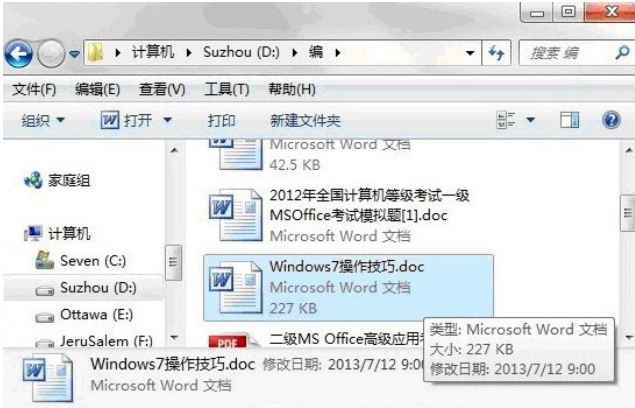 计算机 Suzhou (D:) 编
搜索 编
文件(F) 编辑(E) 查看(V) 工具(T) 帮助(H)
组织 打开 打印 新建文件夹
Microsoft Word 文档
42.5 KB
家庭组
2012年全国计算机等级考试一级
MSOffice考试模拟题[1].doc
Microsoft Word 文档
计算机
Seven (C:)
Suzhou (D:)
Ottawa (E:)
JeruSalem (F:)
Windows7操作技巧.doc
Microsoft Word 文档
227 KB
PDF
二级MS Office高级应用
类型: Microsoft Word 文档
大小: 227 KB
修改日期: 2013/7/12 9:00
Windows7操作技巧.doc 修改日期: 2013/7/12 9:00
Microsoft Word 文档